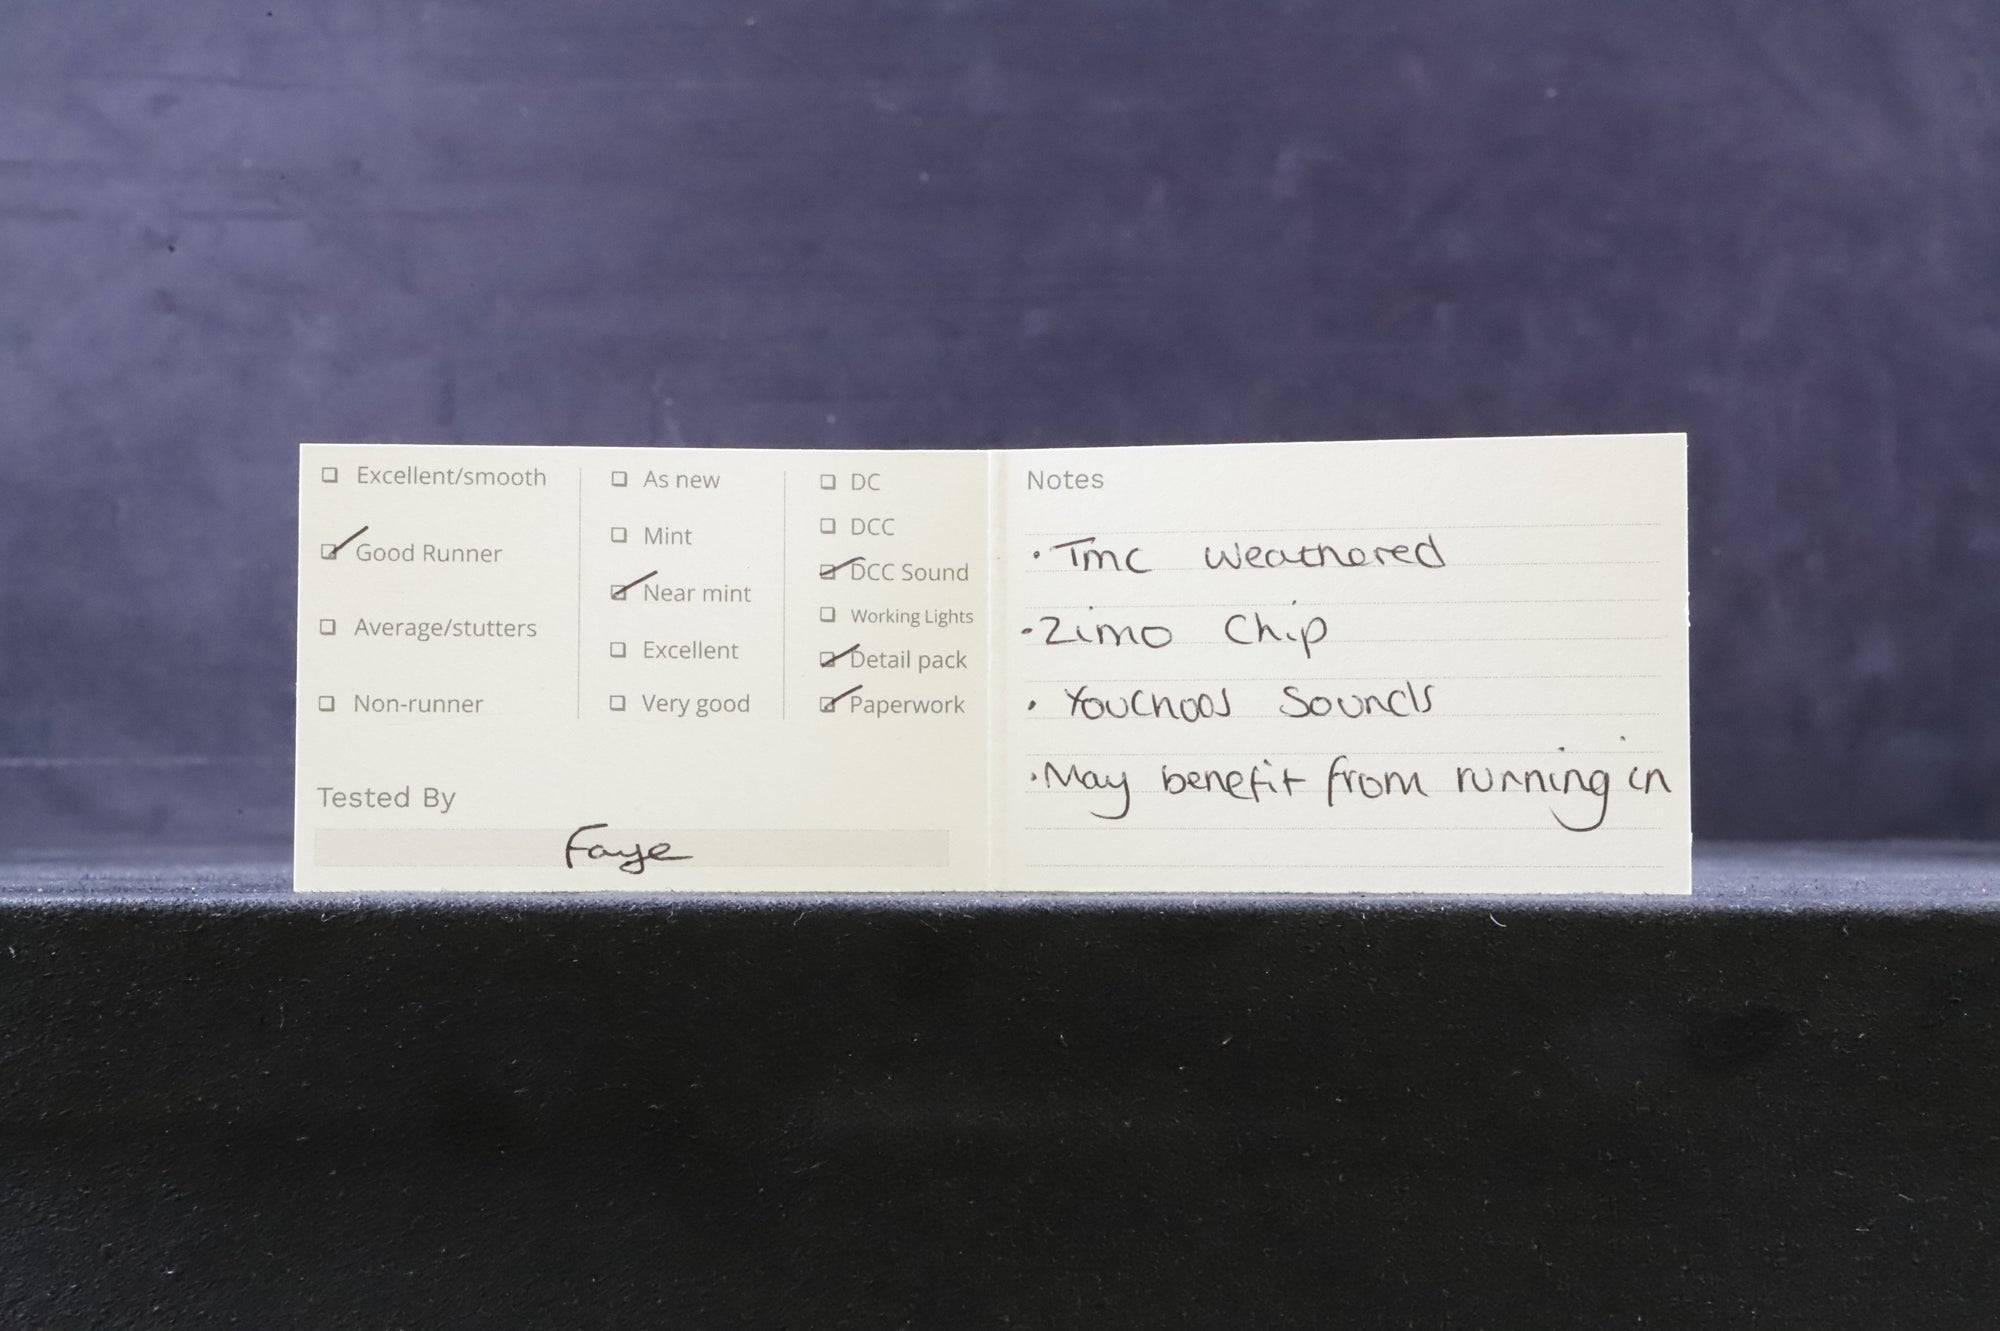 Excellent/smooth
Good Runner
Average/stutters
Non-runner
As new
Mint
Near mint
Excellent
Very good
DC
DCC
DCC Sound
Working Lights
Detail pack
Paperwork
Tested By
Faye
Notes
• Tmc weathered
• Zimo Chip
• Youchoos Sounds
• May benefit from running in